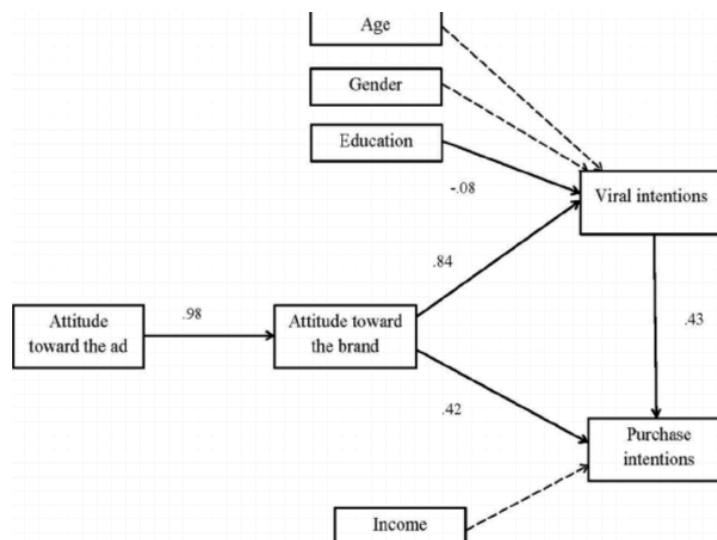 Age
Gender
Education
-.08
Viral intentions
.84
.98
Attitude
toward the ad
Attitude toward
the brand
.43
.42
Purchase
intentions
Income